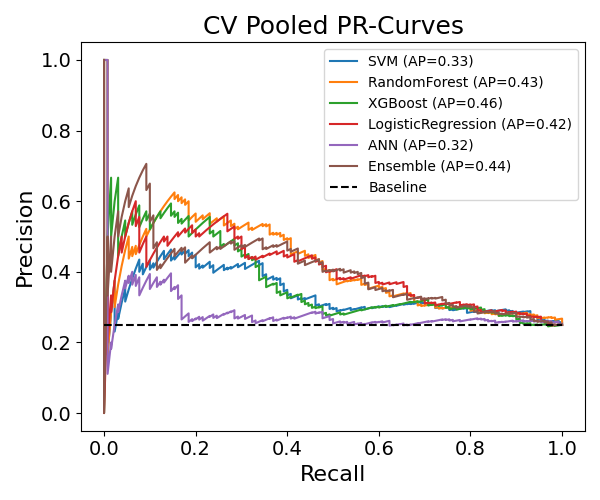 CV Pooled PR-Curves
Precision
1.0
0.8
0.6
0.4
0.2
0.0
SVM (AP=0.33)
RandomForest (AP=0.43)
XGBoost (AP=0.46)
LogisticRegression (AP=0.42)
ANN (AP=0.32)
Ensemble (AP=0.44)
Baseline
0.0 0.2 0.4 0.6 0.8 1.0
Recall